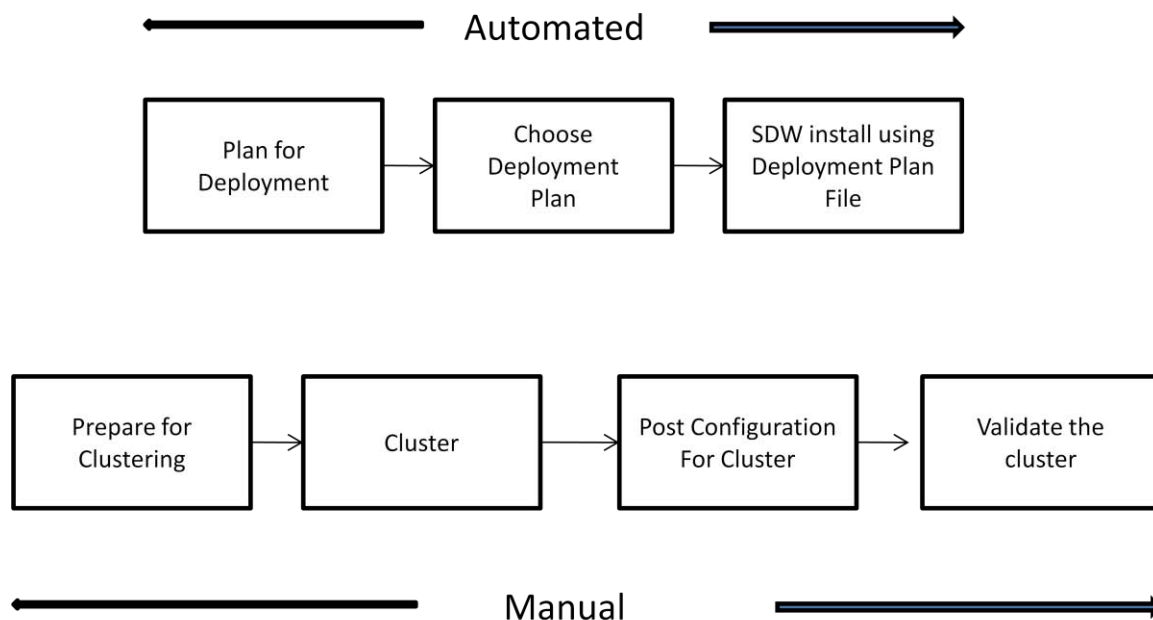 Automated
Plan for
Deployment
Choose
Deployment
Plan
SDW install using
Deployment Plan
File
Prepare for
Clustering
Cluster
Post Configuration
For Cluster
Validate the
cluster
Manual